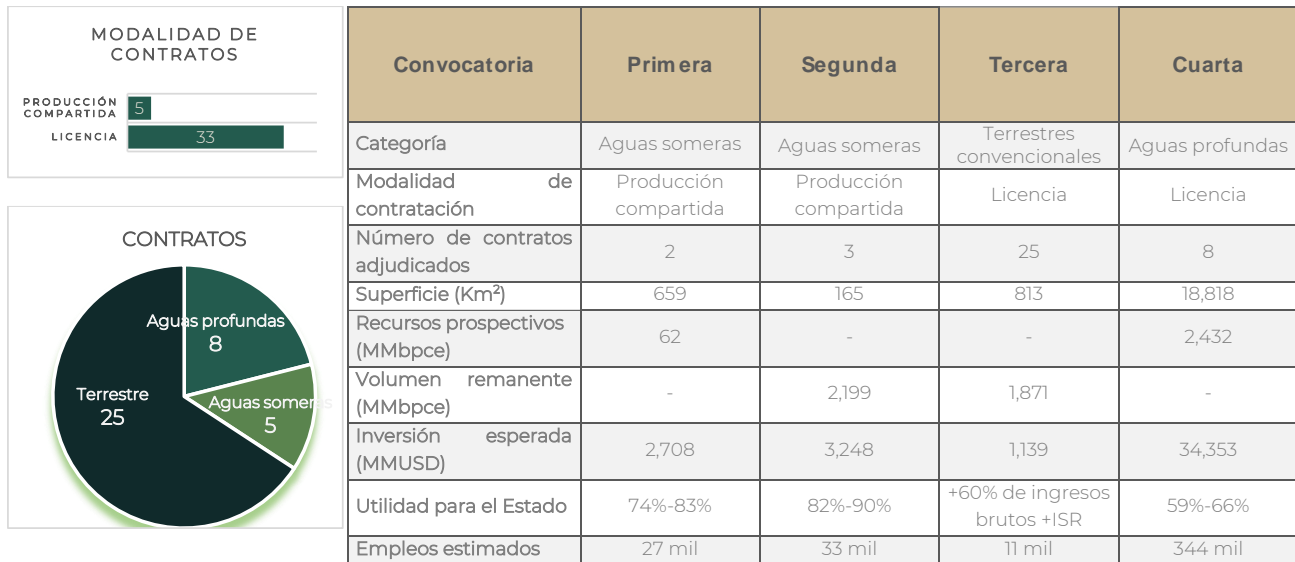 MODALIDAD DE
CONTRATOS
PRODUCCIÓN
COMPARTIDA
5
LICENCIA
33
CONTRATOS
Aguas profundas
8
Terrestre
25
Aguas someras
5
Convocatoria Primera Segunda Tercera Cuarta
Categoría Aguas someras Aguas someras Terrestres convencionales Aguas profundas
Modalidad de contratación Producción compartida Producción compartida Licencia Licencia
Número de contratos adjudicados 2 3 25 8
Superficie (Km²) 659 165 813 18,818
Recursos prospectivos (MMbpce) 62 - - 2,432
Volumen remanente (MMbpce) - 2,199 1,871 -
Inversión esperada (MMUSD) 2,708 3,248 1,139 34,353
Utilidad para el Estado 74%-83% 82%-90% +60% de ingresos brutos +ISR 59%-66%
Empleos estimados 27 mil 33 mil 11 mil 344 mil